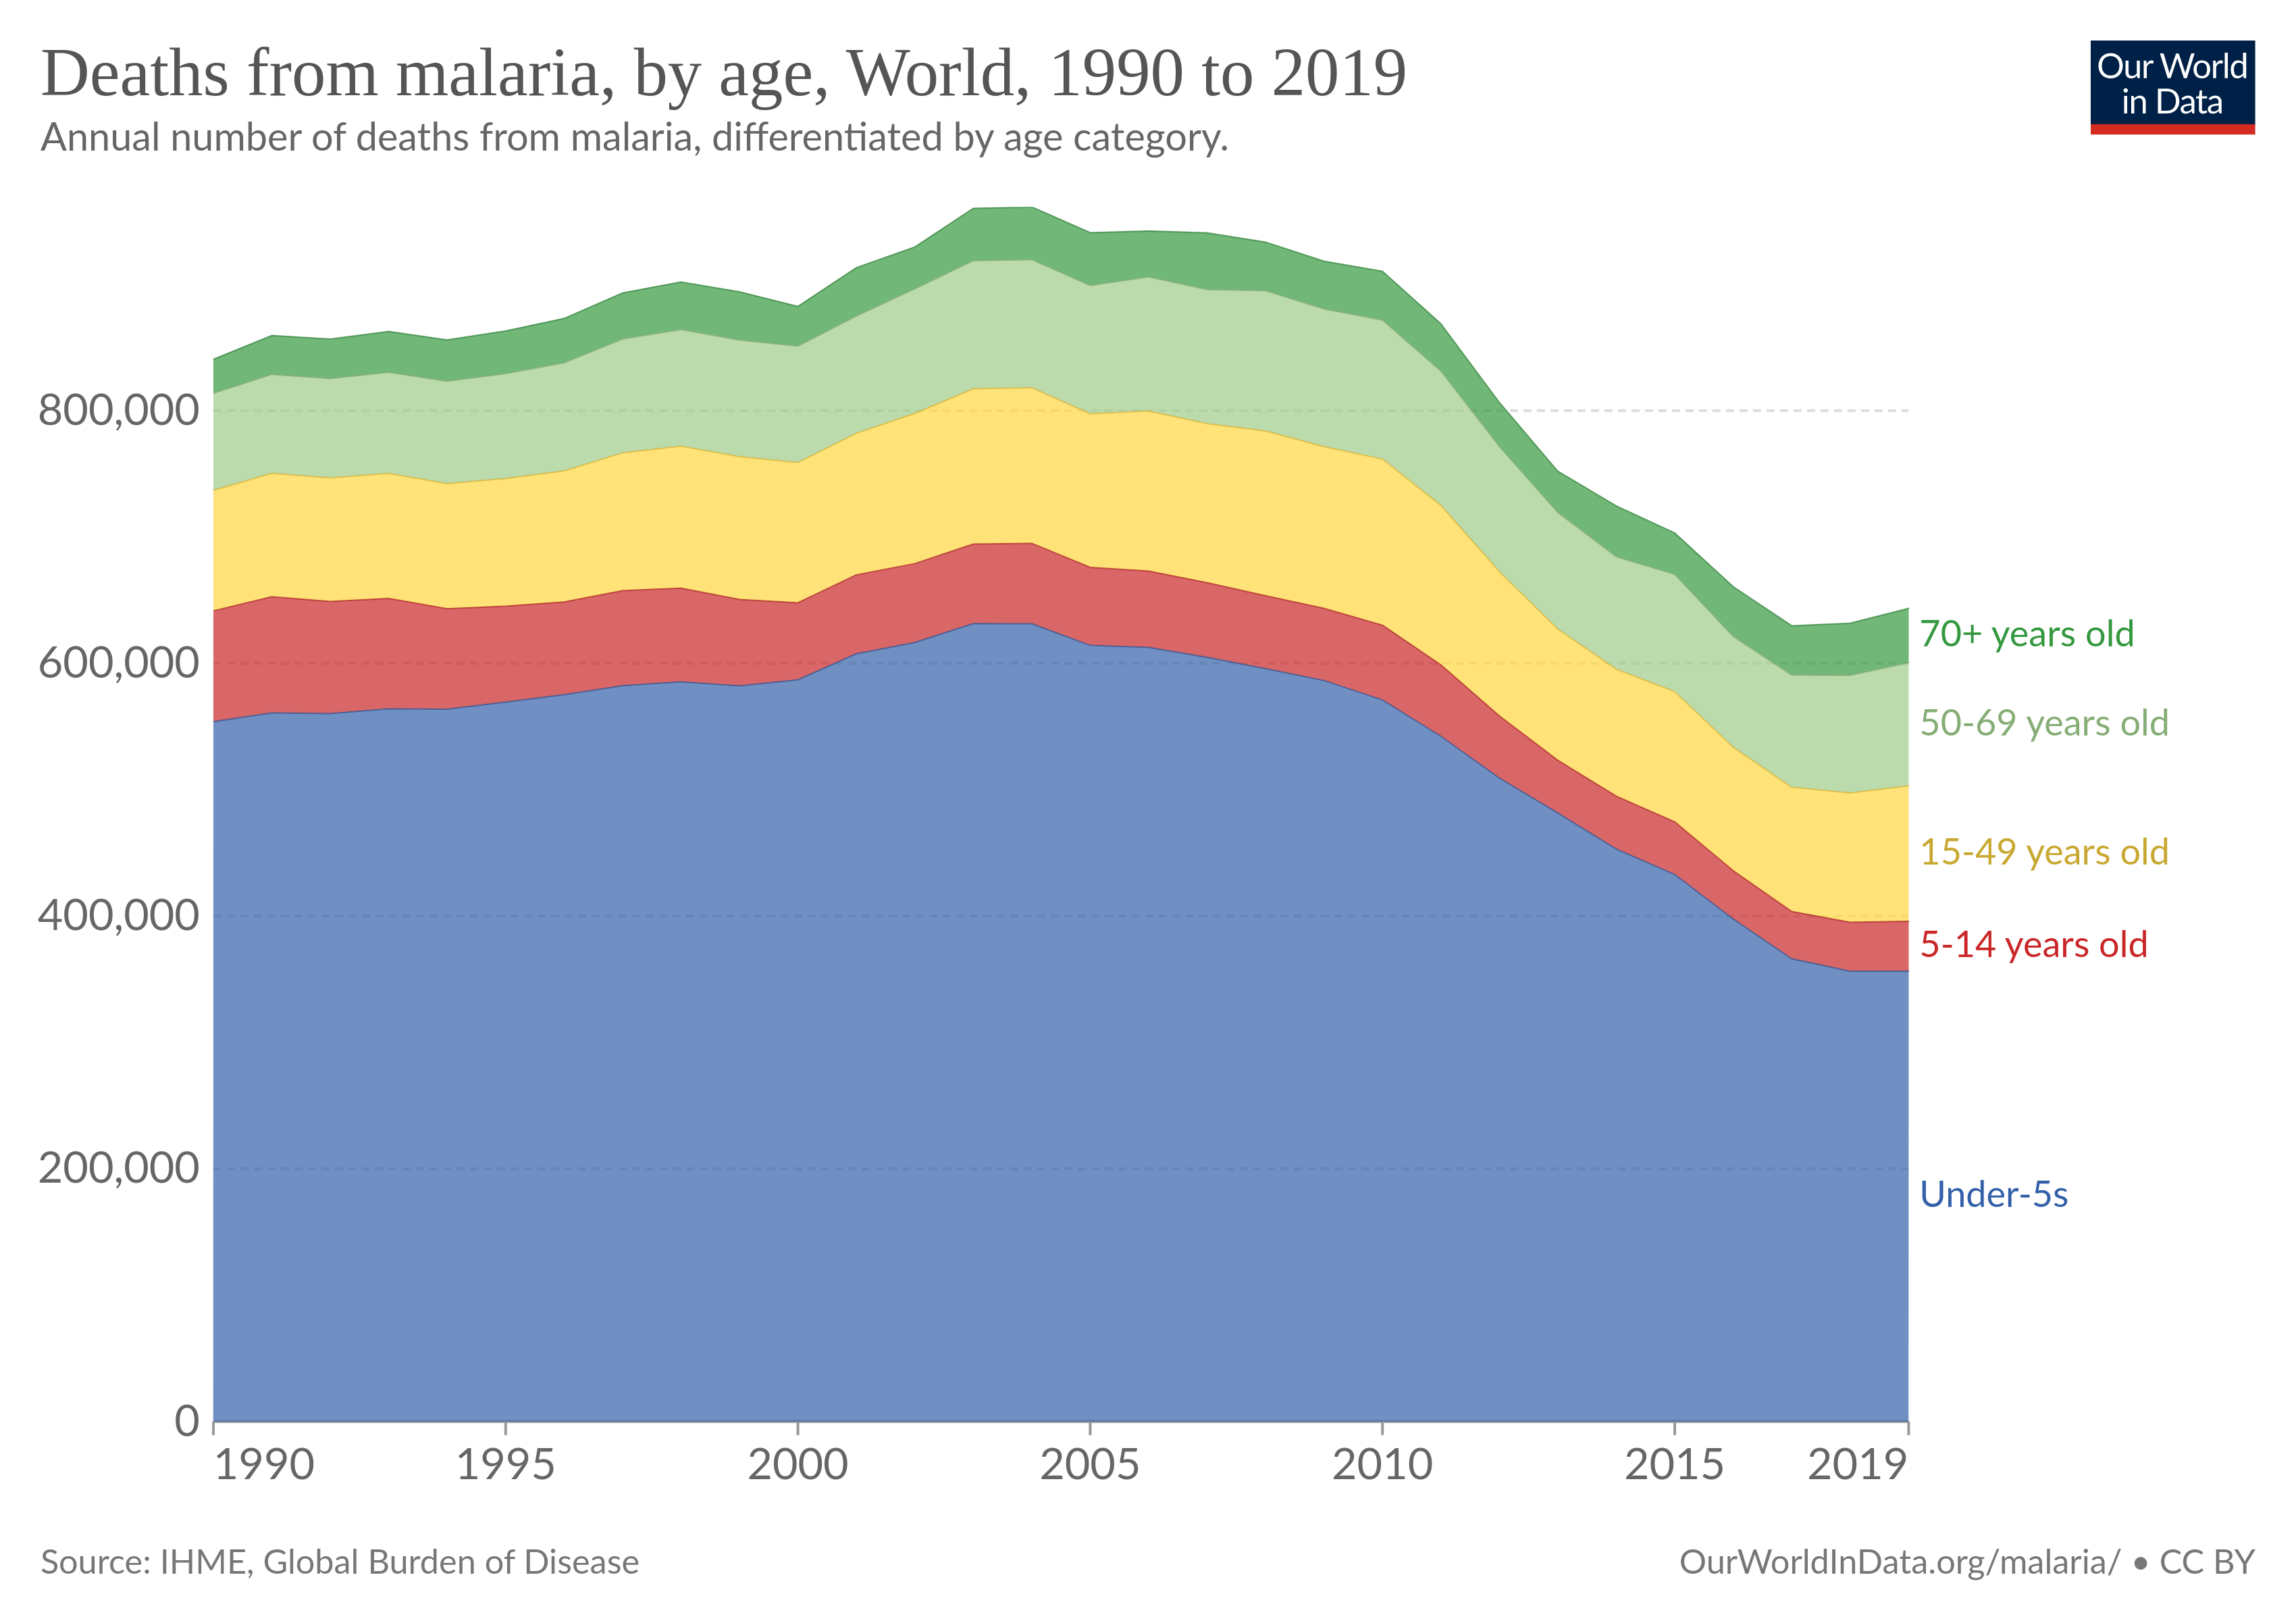 Deaths from malaria, by age, World, 1990 to 2019
Annual number of deaths from malaria, differentiated by age category.
Our World
in Data
800,000
600,000
400,000
200,000
0
70+ years old
50-69 years old
15-49 years old
5-14 years old
Under-5s
1990 1995 2000 2005 2010 2015 2019
Source: IHME, Global Burden of Disease
OurWorldInData.org/malaria/ • CC BY